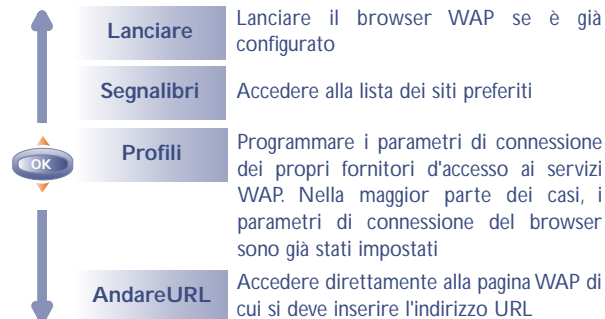 Lanciare
Lanciare il browser WAP se è già
configurato
Segnalibri
Accedere alla lista dei siti preferiti
OK
Profili
Programmare i parametri di connessione
dei propri fornitori d'accesso ai servizi
WAP. Nella maggior parte dei casi, i
parametri di connessione del browser
sono già stati impostati
AndareURL
Accedere direttamente alla pagina WAP di
cui si deve inserire l'indirizzo URL